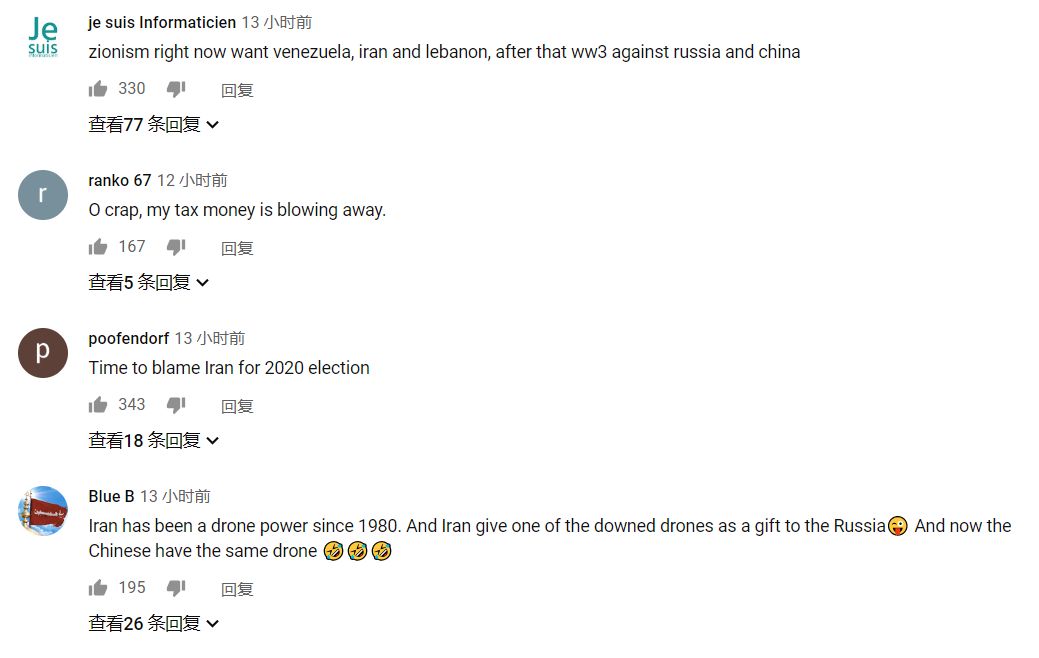 Je
suis
je suis Informaticien 13 小时前
zionism right now want venezuela, iran and lebanon, after that ww3 against russia and china
330 回复
查看77 条回复
r
ranko 67 12 小时前
O crap, my tax money is blowing away.
167 回复
查看5 条回复
p
poofendorf 13 小时前
Time to blame Iran for 2020 election
343 回复
查看18 条回复
Blue B 13 小时前
Iran has been a drone power since 1980. And Iran give one of the downed drones as a gift to the Russia😜 And now the
Chinese have the same drone 🤣🤣🤣
195 回复
查看26 条回复